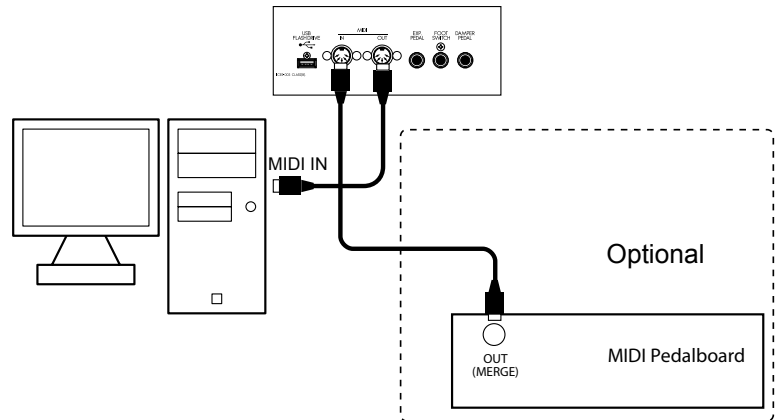 USB
FLASH DRIVE
MIDI
IN
OUT
EXP.
PEDAL
FOOT
SWITCH
DAMPER
PEDAL
MIDI IN
Optional
OUT
(MERGE)
MIDI Pedalboard